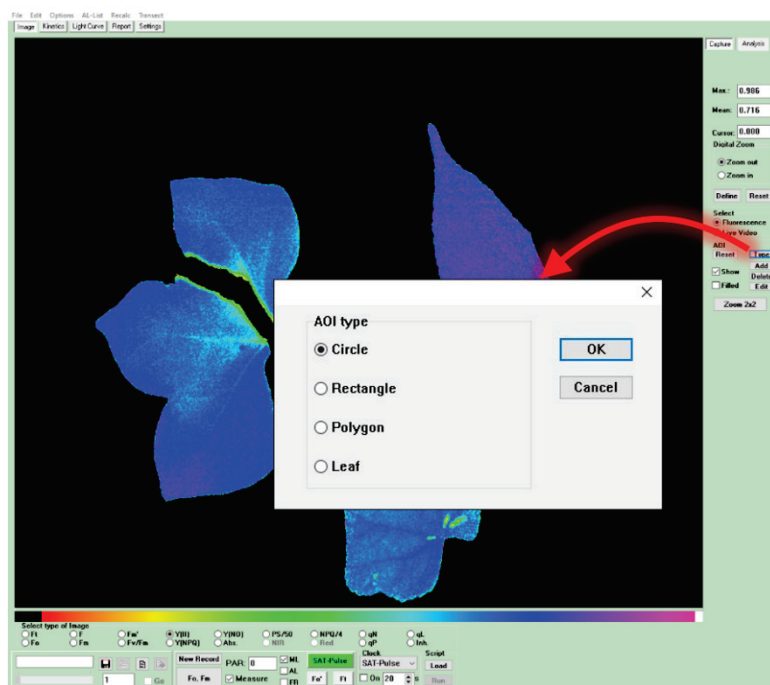 File Edit Options AL-List Recalc Transect
Image Kinetics Light Curve Report Settings
Capture Analysis
Max.: 0.986
Mean: 0.716
Cursor: 0.000
Digital Zoom
Zoom out
Zoom in
Define Reset
Select
Fluorescence
Live Video
AOI
Reset Type
Add
Show Delete
Filled Edit
Zoom 2x2
AOI type
Circle
Rectangle
Polygon
Leaf
OK
Cancel
Select type of Image
Ft F Fm' Y(II) Y(NO) PS/50 NPQ/4 qN qL
Fo Fm Fv/Fm Y(NPQ) Abs. NIR Red qP Inh.
Clock Script
New Record PAR: 0 ML SAT-Pulse SAT-Pulse Load
AL
1 Go Fo, Fm Measure FR Fo' Ft On 20 s Run